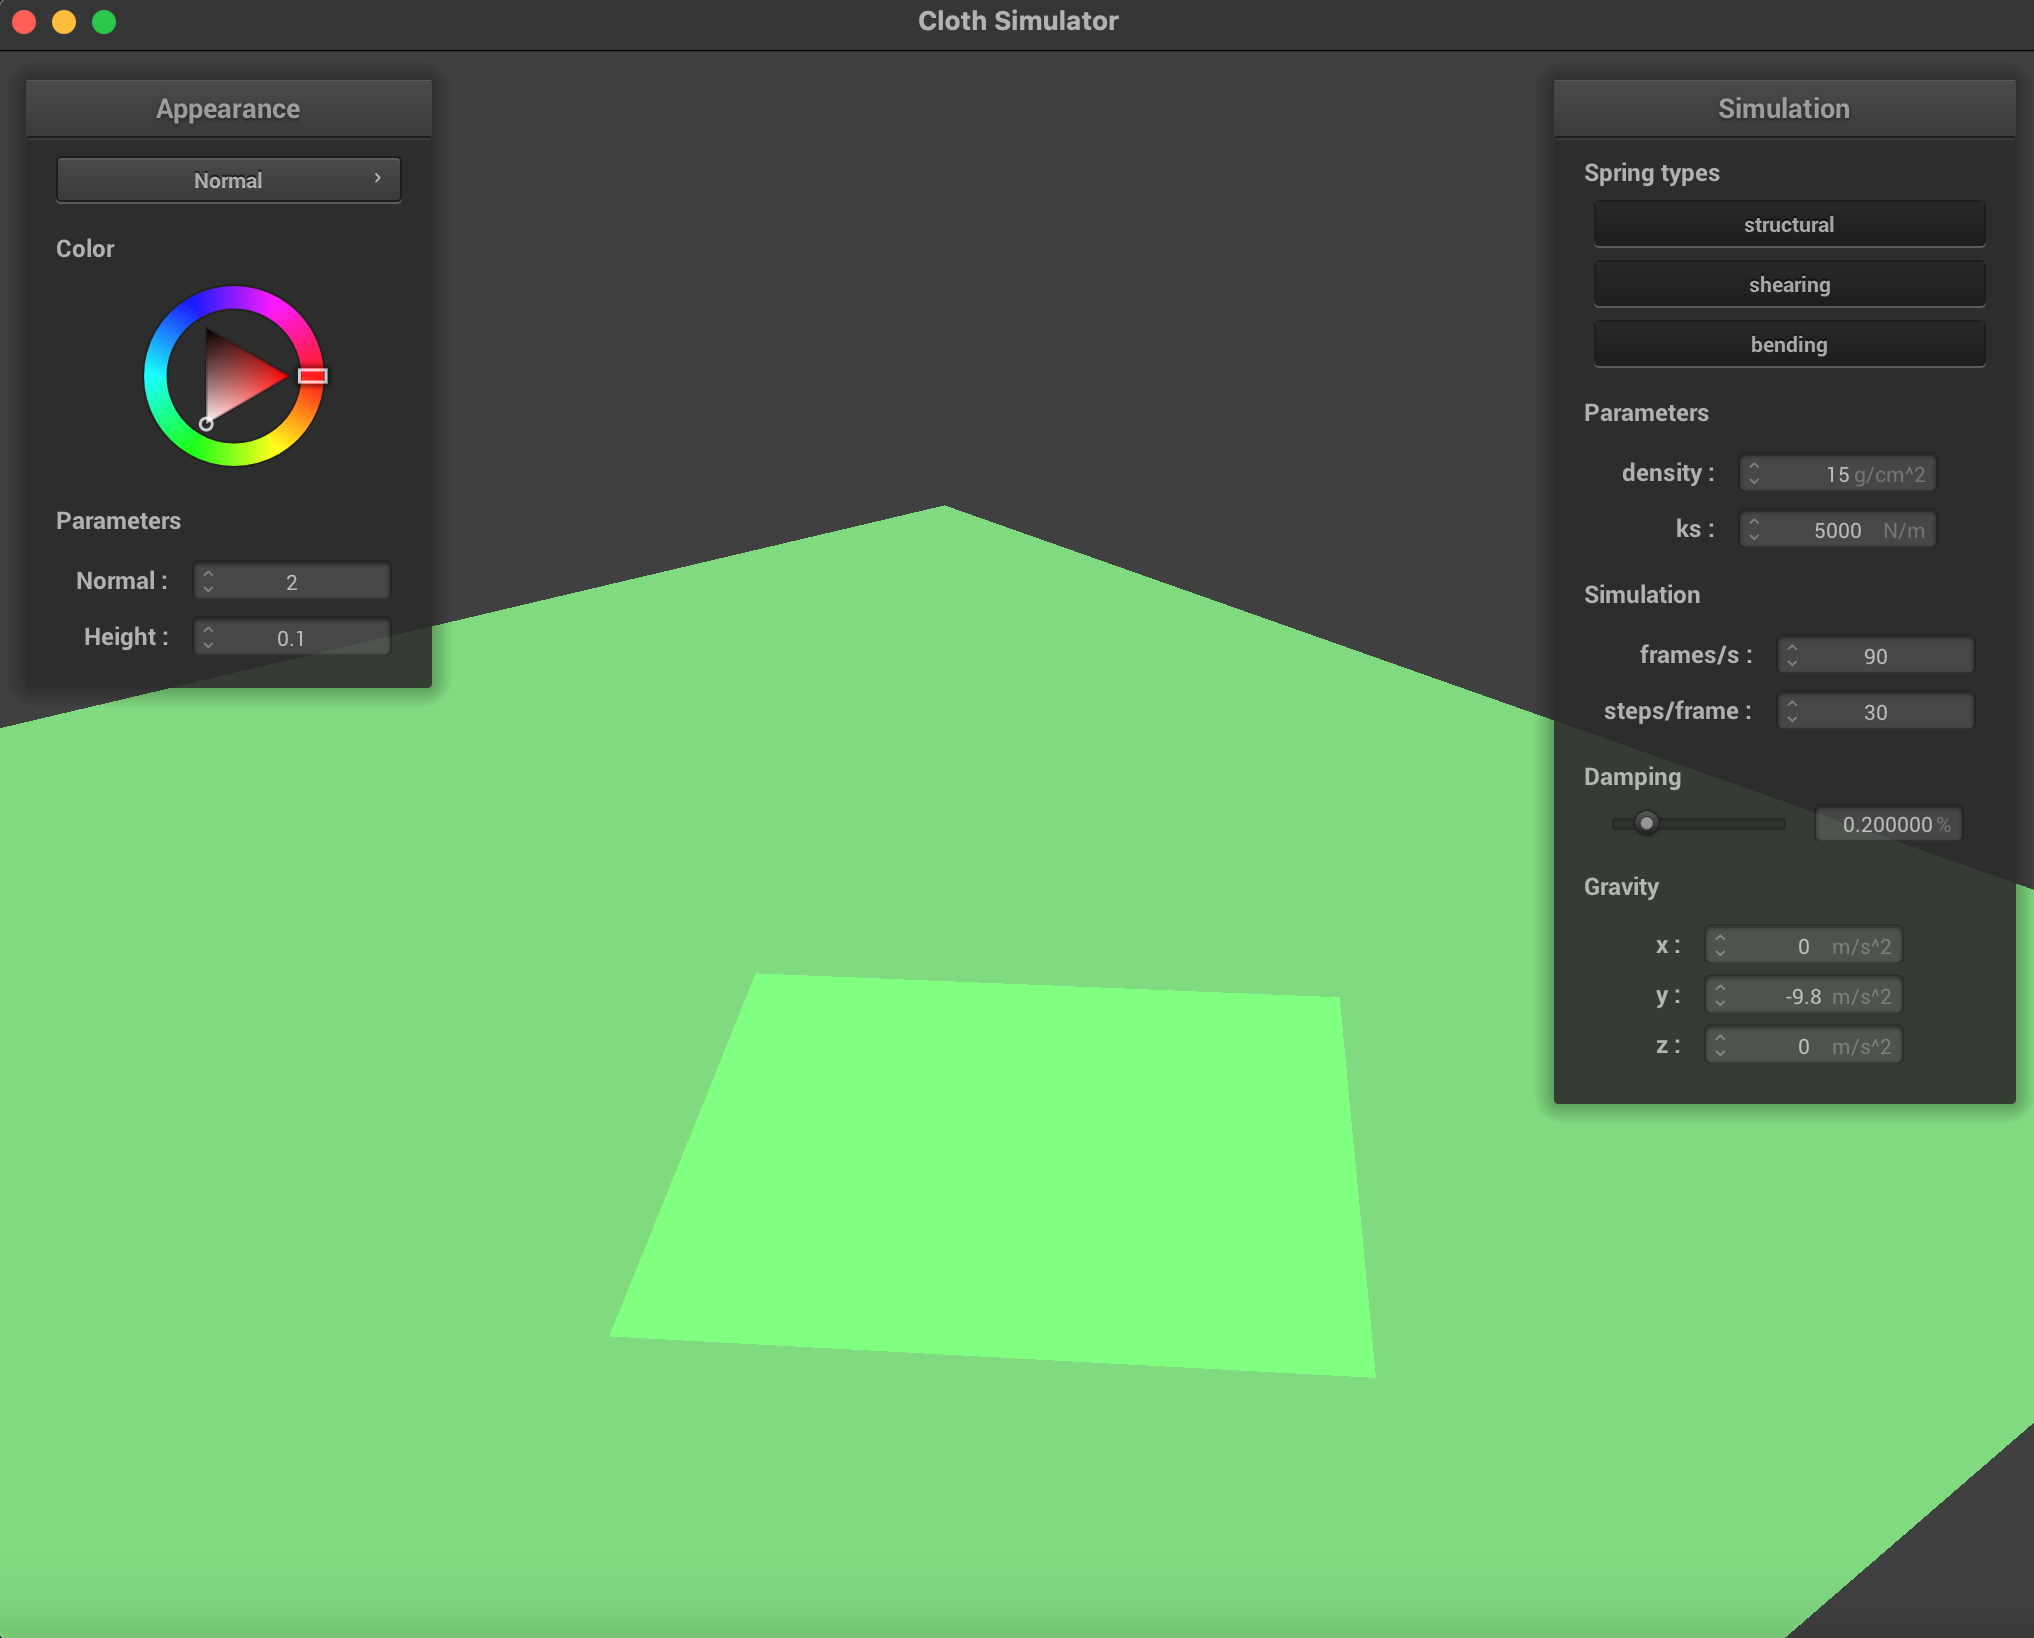 Cloth Simulator
Appearance
Normal
Color
Parameters
Normal : 2
Height : 0.1
Simulation
Spring types
structural
shearing
bending
Parameters
density : 15 g/cm^2
ks : 5000 N/m
Simulation
frames/s : 90
steps/frame : 30
Damping
0.200000 %
Gravity
x : 0 m/s^2
y : -9.8 m/s^2
z : 0 m/s^2